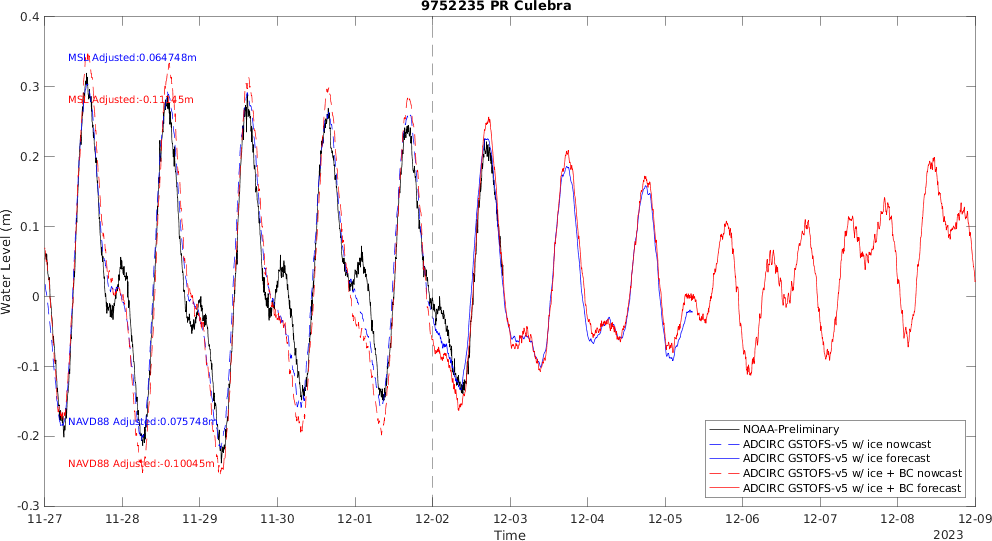 9752235 PR Culebra
0.4
0.3
0.2
0.1
0
-0.1
-0.2
-0.3
Water Level (m)
MSL Adjusted:0.064748m
MSL
NAVD88 Adjusted:0.075748m
NAVD88 Adjusted:-0.10045m
NOAA-Preliminary
ADCIRC GSTOFS-v5 w/ ice nowcast
ADCIRC GSTOFS-v5 w/ ice forecast
ADCIRC GSTOFS-v5 w/ ice + BC nowcast
ADCIRC GSTOFS-v5 w/ ice + BC forecast
11-27 11-28 11-29 11-30 12-01 12-02 12-03 12-04 12-05 12-06 12-07 12-08 12-09
Time
2023